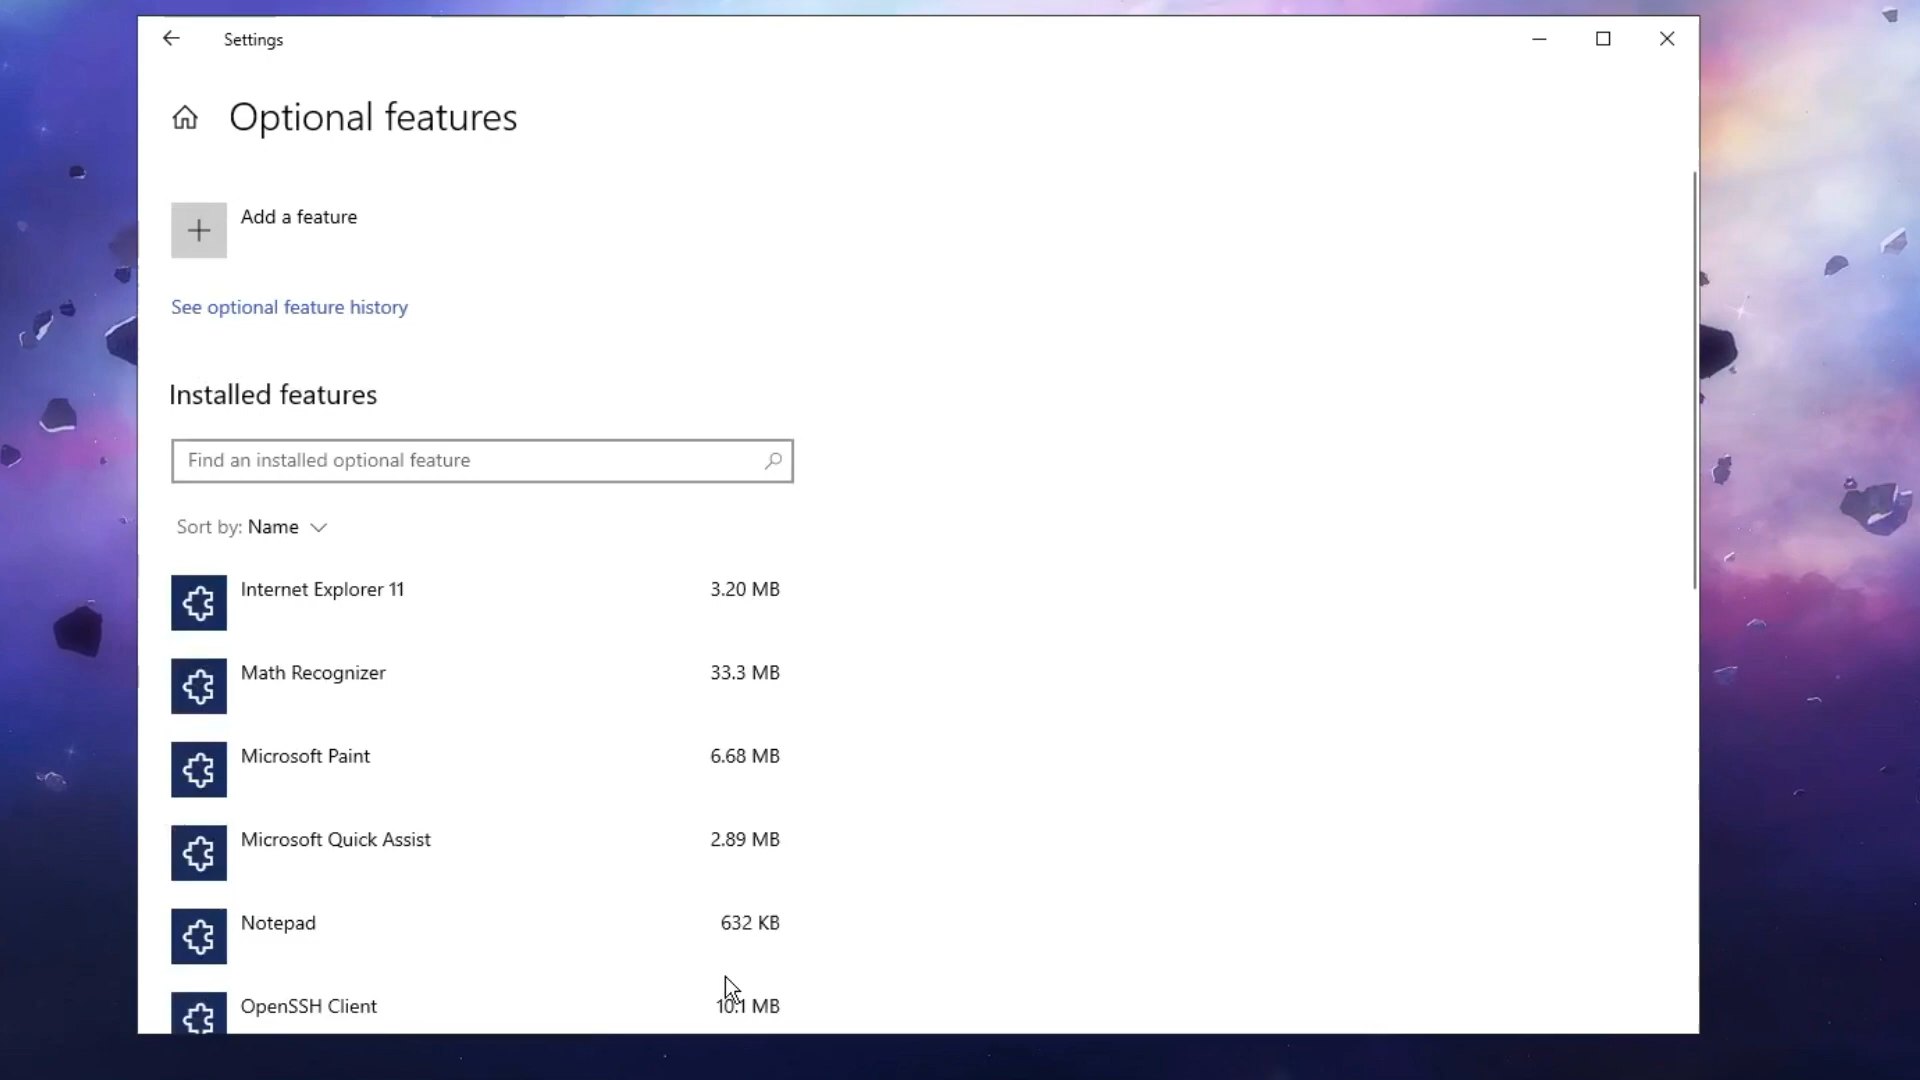 Settings
Optional features
Add a feature
See optional feature history
Installed features
Find an installed optional feature
Sort by: Name
Internet Explorer 11 3.20 MB
Math Recognizer 33.3 MB
Microsoft Paint 6.68 MB
Microsoft Quick Assist 2.89 MB
Notepad 632 KB
OpenSSH Client 10.1 MB